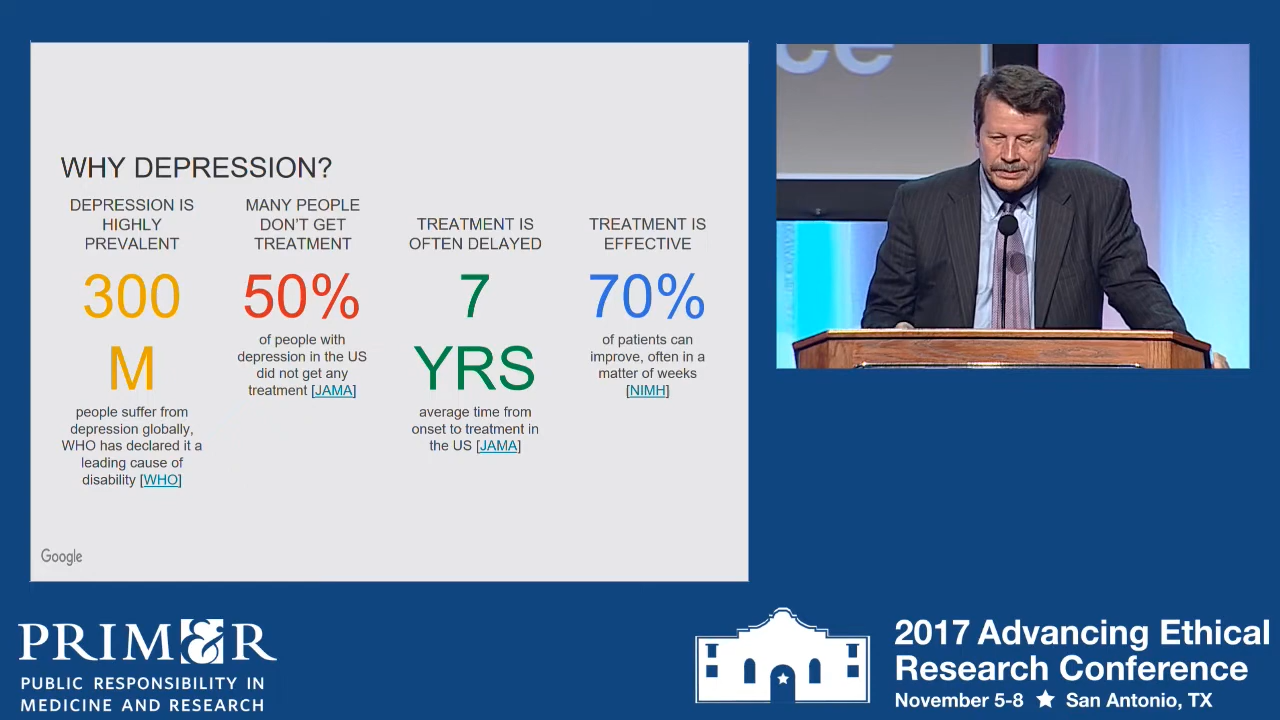 WHY DEPRESSION?
DEPRESSION IS
HIGHLY
PREVALENT
300
M
people suffer from
depression globally,
WHO has declared it a
leading cause of
disability [WHO]
MANY PEOPLE
DON'T GET
TREATMENT
50%
of people with
depression in the US
did not get any
treatment [JAMA]
TREATMENT IS
OFTEN DELAYED
7
YRS
average time from
onset to treatment in
the US [JAMA]
TREATMENT IS
EFFECTIVE
70%
of patients can
improve, often in a
matter of weeks
[NIMH]
Google
PRIM&R
PUBLIC RESPONSIBILITY IN
MEDICINE AND RESEARCH
2017 Advancing Ethical
Research Conference
November 5-8 ★ San Antonio, TX